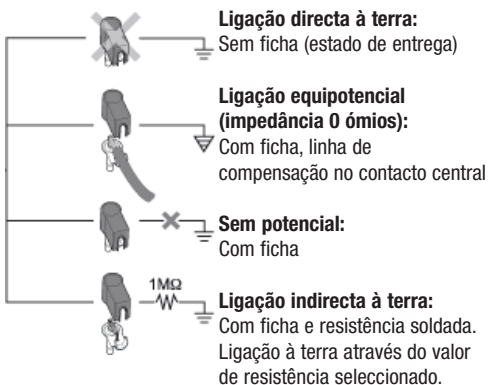 Ligação directa à terra:
Sem ficha (estado de entrega)
Ligação equipotencial
(impedância 0 ómios):
Com ficha, linha de
compensação no contacto central
Sem potencial:
Com ficha
1MΩ
Ligação indirecta à terra:
Com ficha e resistência soldada.
Ligação à terra através do valor
de resistência seleccionado.